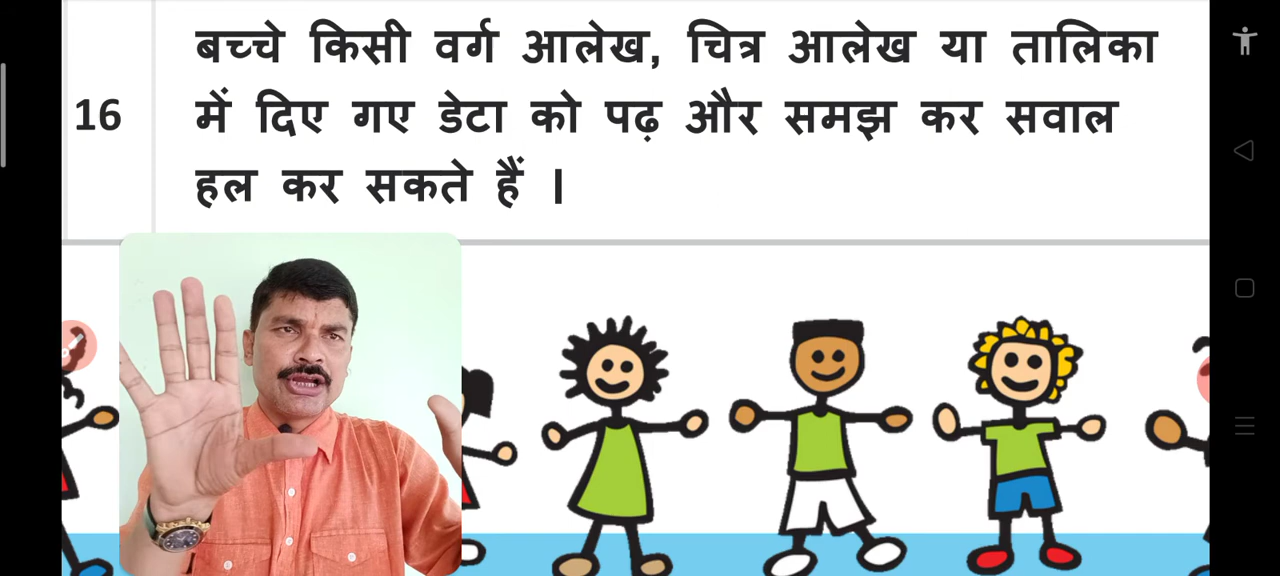 16
बच्चे किसी वर्ग आलेख, चित्र आलेख या तालिका
में दिए गए डेटा को पढ़ और समझ कर सवाल
हल कर सकते हैं ।